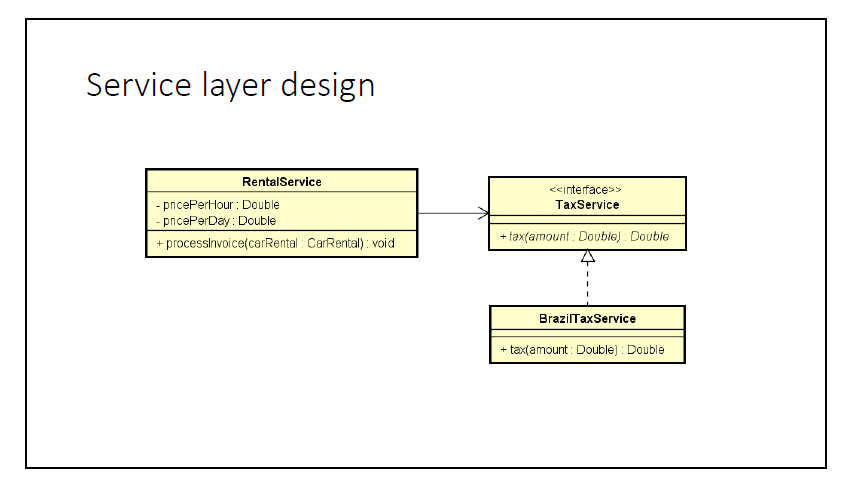 Service layer design
RentalService
- pricePerHour : Double
- pricePerDay : Double
+ processInvoice(carRental : CarRental) : void
<<interface>>
TaxService
+ tax(amount : Double) : Double
BrazilTaxService
+ tax(amount : Double) : Double